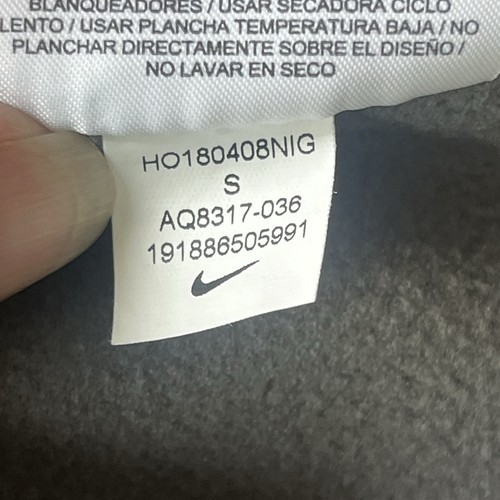 BLANQUEADORES / USAR SECADORA CICLO
LENTO / USAR PLANCHA TEMPERATURA BAJA / NO
PLANCHAR DIRECTAMENTE SOBRE EL DISEÑO /
NO LAVAR EN SECO
HO180408NIG
S
AQ8317-036
191886505991